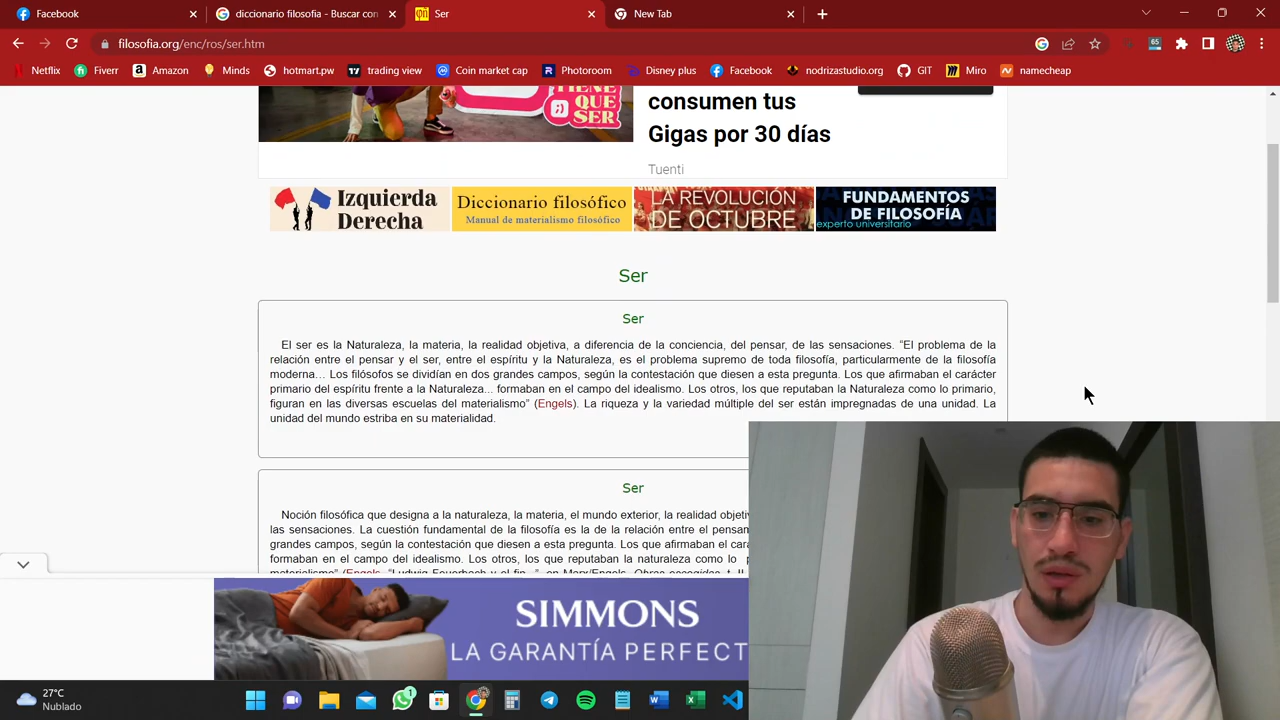 Facebook
diccionario filosofia - Buscar con
Ser
New Tab
filosofia.org/enc/ros/ser.htm
65
Netflix
Fiverr
Amazon
Minds
hotmart.pw
trading view
Coin market cap
Photoroom
Disney plus
Facebook
nodrizastudio.org
GIT
Miro
namecheap
TIENE
QUE
SER
consumen tus
Gigas por 30 días
Tuenti
Izquierda
Derecha
Diccionario filosófico
Manual de materialismo filosófico
LA REVOLUCIÓN
DE OCTUBRE
FUNDAMENTOS
DE FILOSOFÍA
experto universitario
Ser
Ser
El ser es la Naturaleza, la materia, la realidad objetiva, a diferencia de la conciencia, del pensar, de las sensaciones. “El problema de la
relación entre el pensar y el ser, entre el espíritu y la Naturaleza, es el problema supremo de toda filosofía, particularmente de la filosofía
moderna… Los filósofos se dividían en dos grandes campos, según la contestación que diesen a esta pregunta. Los que afirmaban el carácter
primario del espíritu frente a la Naturaleza... formaban en el campo del idealismo. Los otros, los que reputaban la Naturaleza como lo primario,
figuran en las diversas escuelas del materialismo” (Engels). La riqueza y la variedad múltiple del ser están impregnadas de una unidad. La
unidad del mundo estriba en su materialidad.
Ser
Noción filosófica que designa a la naturaleza, la materia, el mundo exterior, la realidad objeti
las sensaciones. La cuestión fundamental de la filosofía es la de la relación entre el pensam
grandes campos, según la contestación que diesen a esta pregunta. Los que afirmaban el cará
formaban en el campo del idealismo. Los otros, los que reputaban la naturaleza como lo p
SIMMONS
LA GARANTÍA PERFECT
27°C
Nublado
1